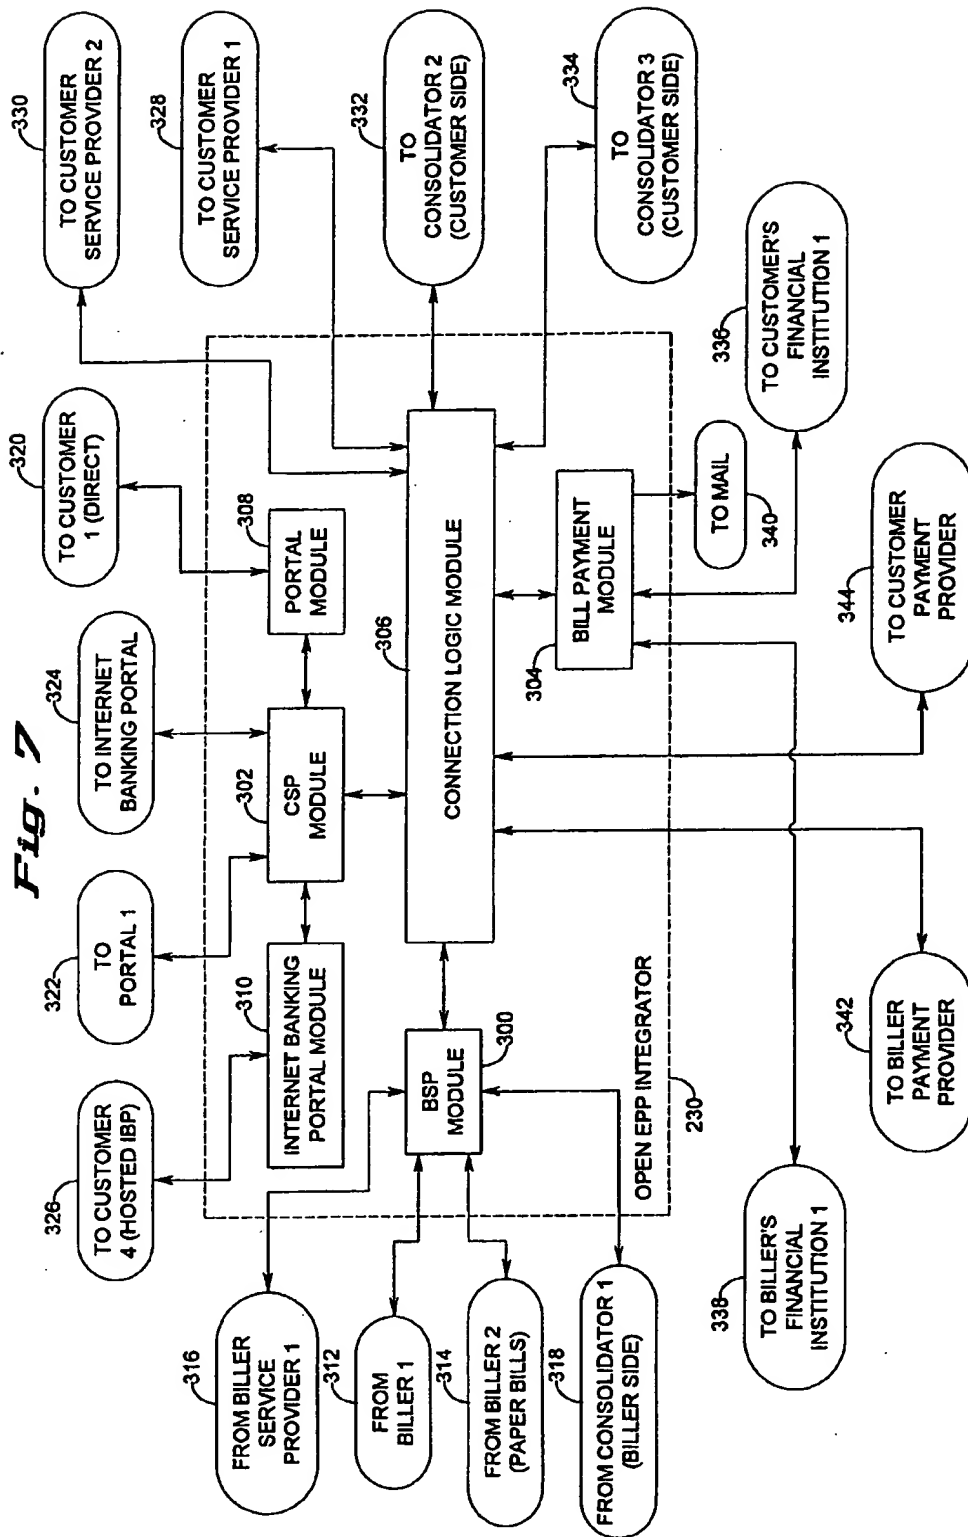 Fig. 7
326
TO CUSTOMER
4 (HOSTED IBP)
322
TO
PORTAL 1
324
TO INTERNET
BANKING PORTAL
320
TO CUSTOMER
1 (DIRECT)
330
TO CUSTOMER
SERVICE PROVIDER 2
328
TO CUSTOMER
SERVICE PROVIDER 1
316
FROM BILLER
SERVICE
PROVIDER 1
310
INTERNET BANKING
PORTAL MODULE
302
CSP
MODULE
308
PORTAL
MODULE
312
FROM
BILLER 1
300
BSP
MODULE
306
CONNECTION LOGIC MODULE
332
TO
CONSOLIDATOR 2
(CUSTOMER SIDE)
314
FROM BILLER 2
(PAPER BILLS)
318
FROM CONSOLIDATOR 1
(BILLER SIDE)
304
BILL PAYMENT
MODULE
334
TO
CONSOLIDATOR 3
(CUSTOMER SIDE)
OPEN EPP INTEGRATOR
230
TO MAIL
340
336
TO CUSTOMER'S
FINANCIAL
INSTITUTION 1
338
TO BILLER'S
FINANCIAL
INSTITUTION 1
342
TO BILLER
PAYMENT
PROVIDER
344
TO CUSTOMER
PAYMENT
PROVIDER